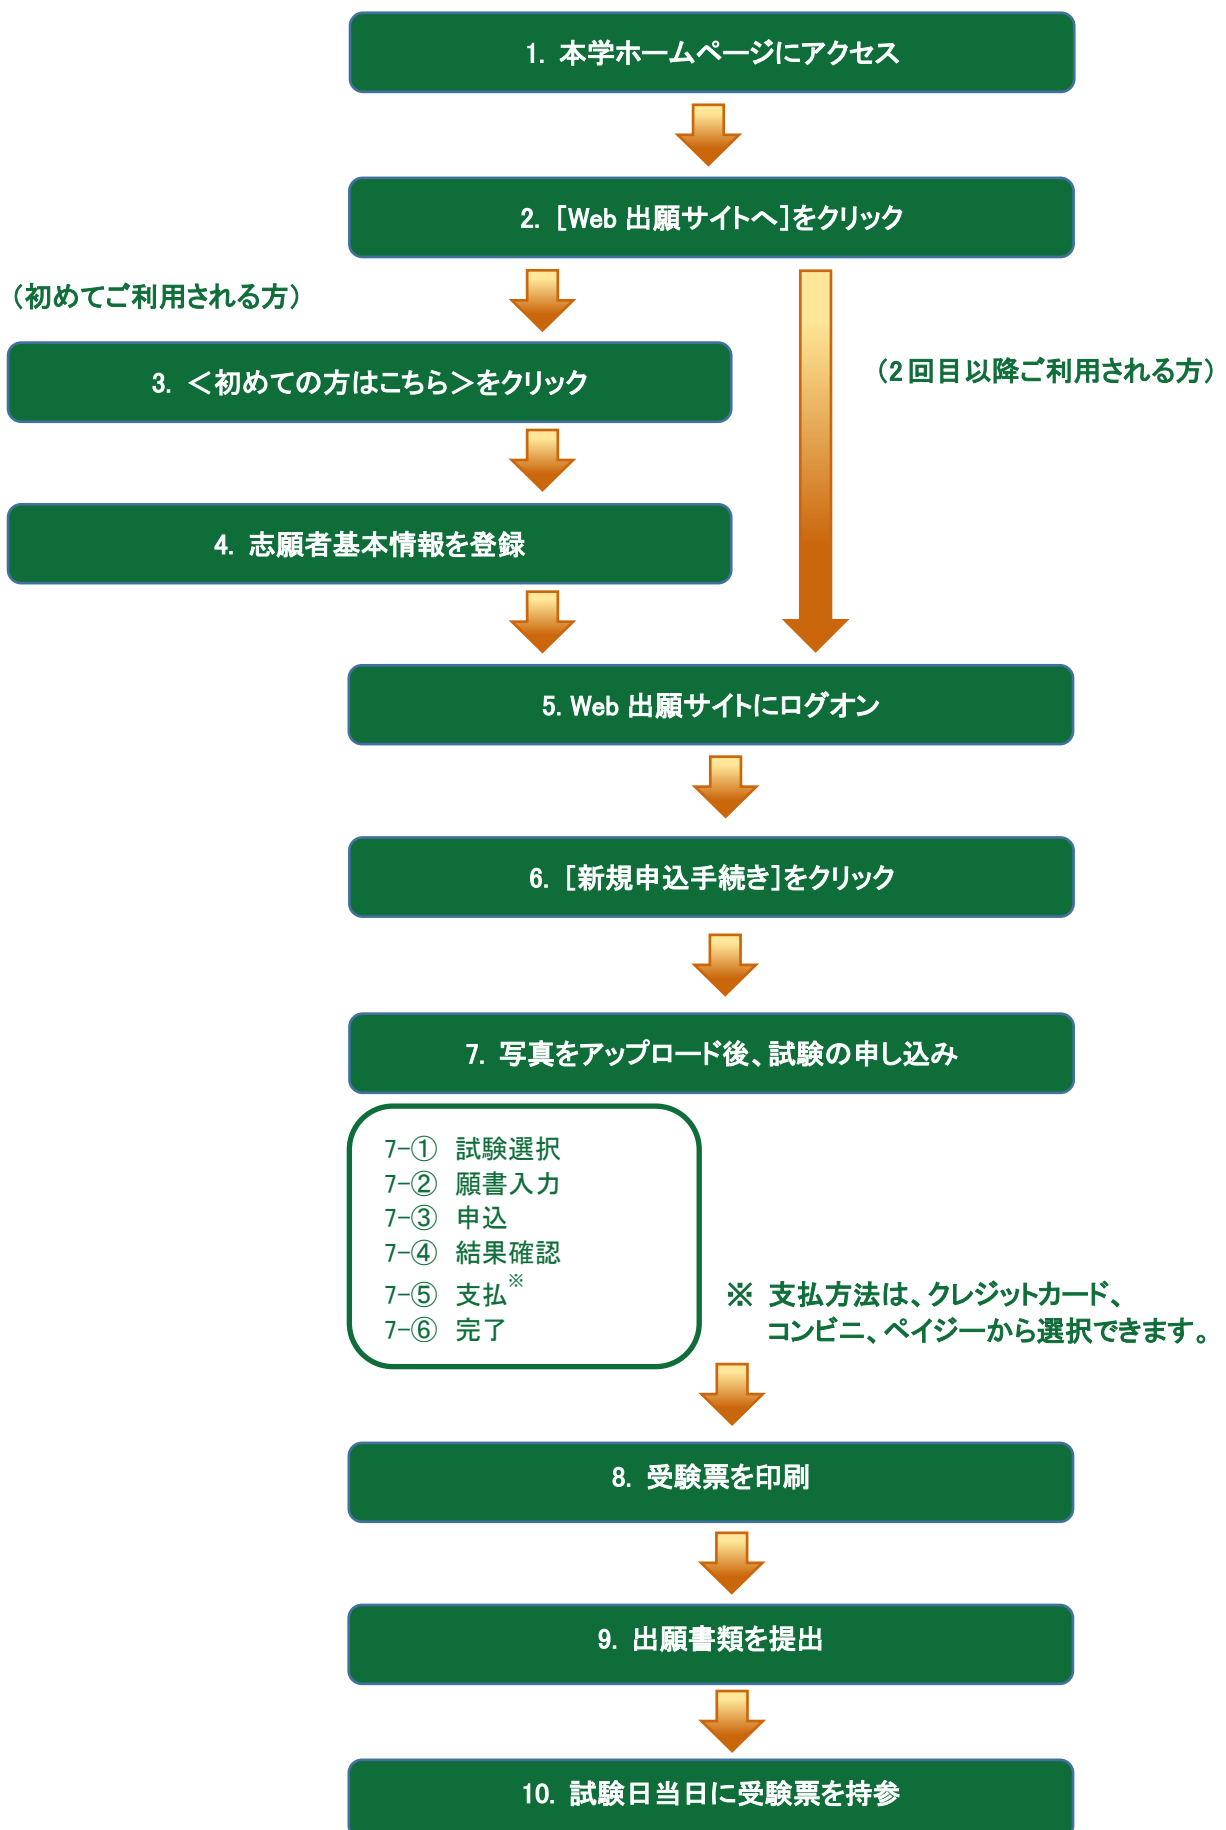 1. 本学ホームページにアクセス
2. [Web 出願サイトへ]をクリック
（初めてご利用される方）
3. ＜初めての方はこちら＞をクリック
（2 回目以降ご利用される方）
4. 志願者基本情報を登録
5. Web 出願サイトにログオン
6. [新規申込手続き]をクリック
7. 写真をアップロード後、試験の申し込み
7-① 試験選択
7-② 願書入力
7-③ 申込
7-④ 結果確認
7-⑤ 支払※
7-⑥ 完了
※ 支払方法は、クレジットカード、
コンビニ、ペイジーから選択できます。
8. 受験票を印刷
9. 出願書類を提出
10. 試験日当日に受験票を持参